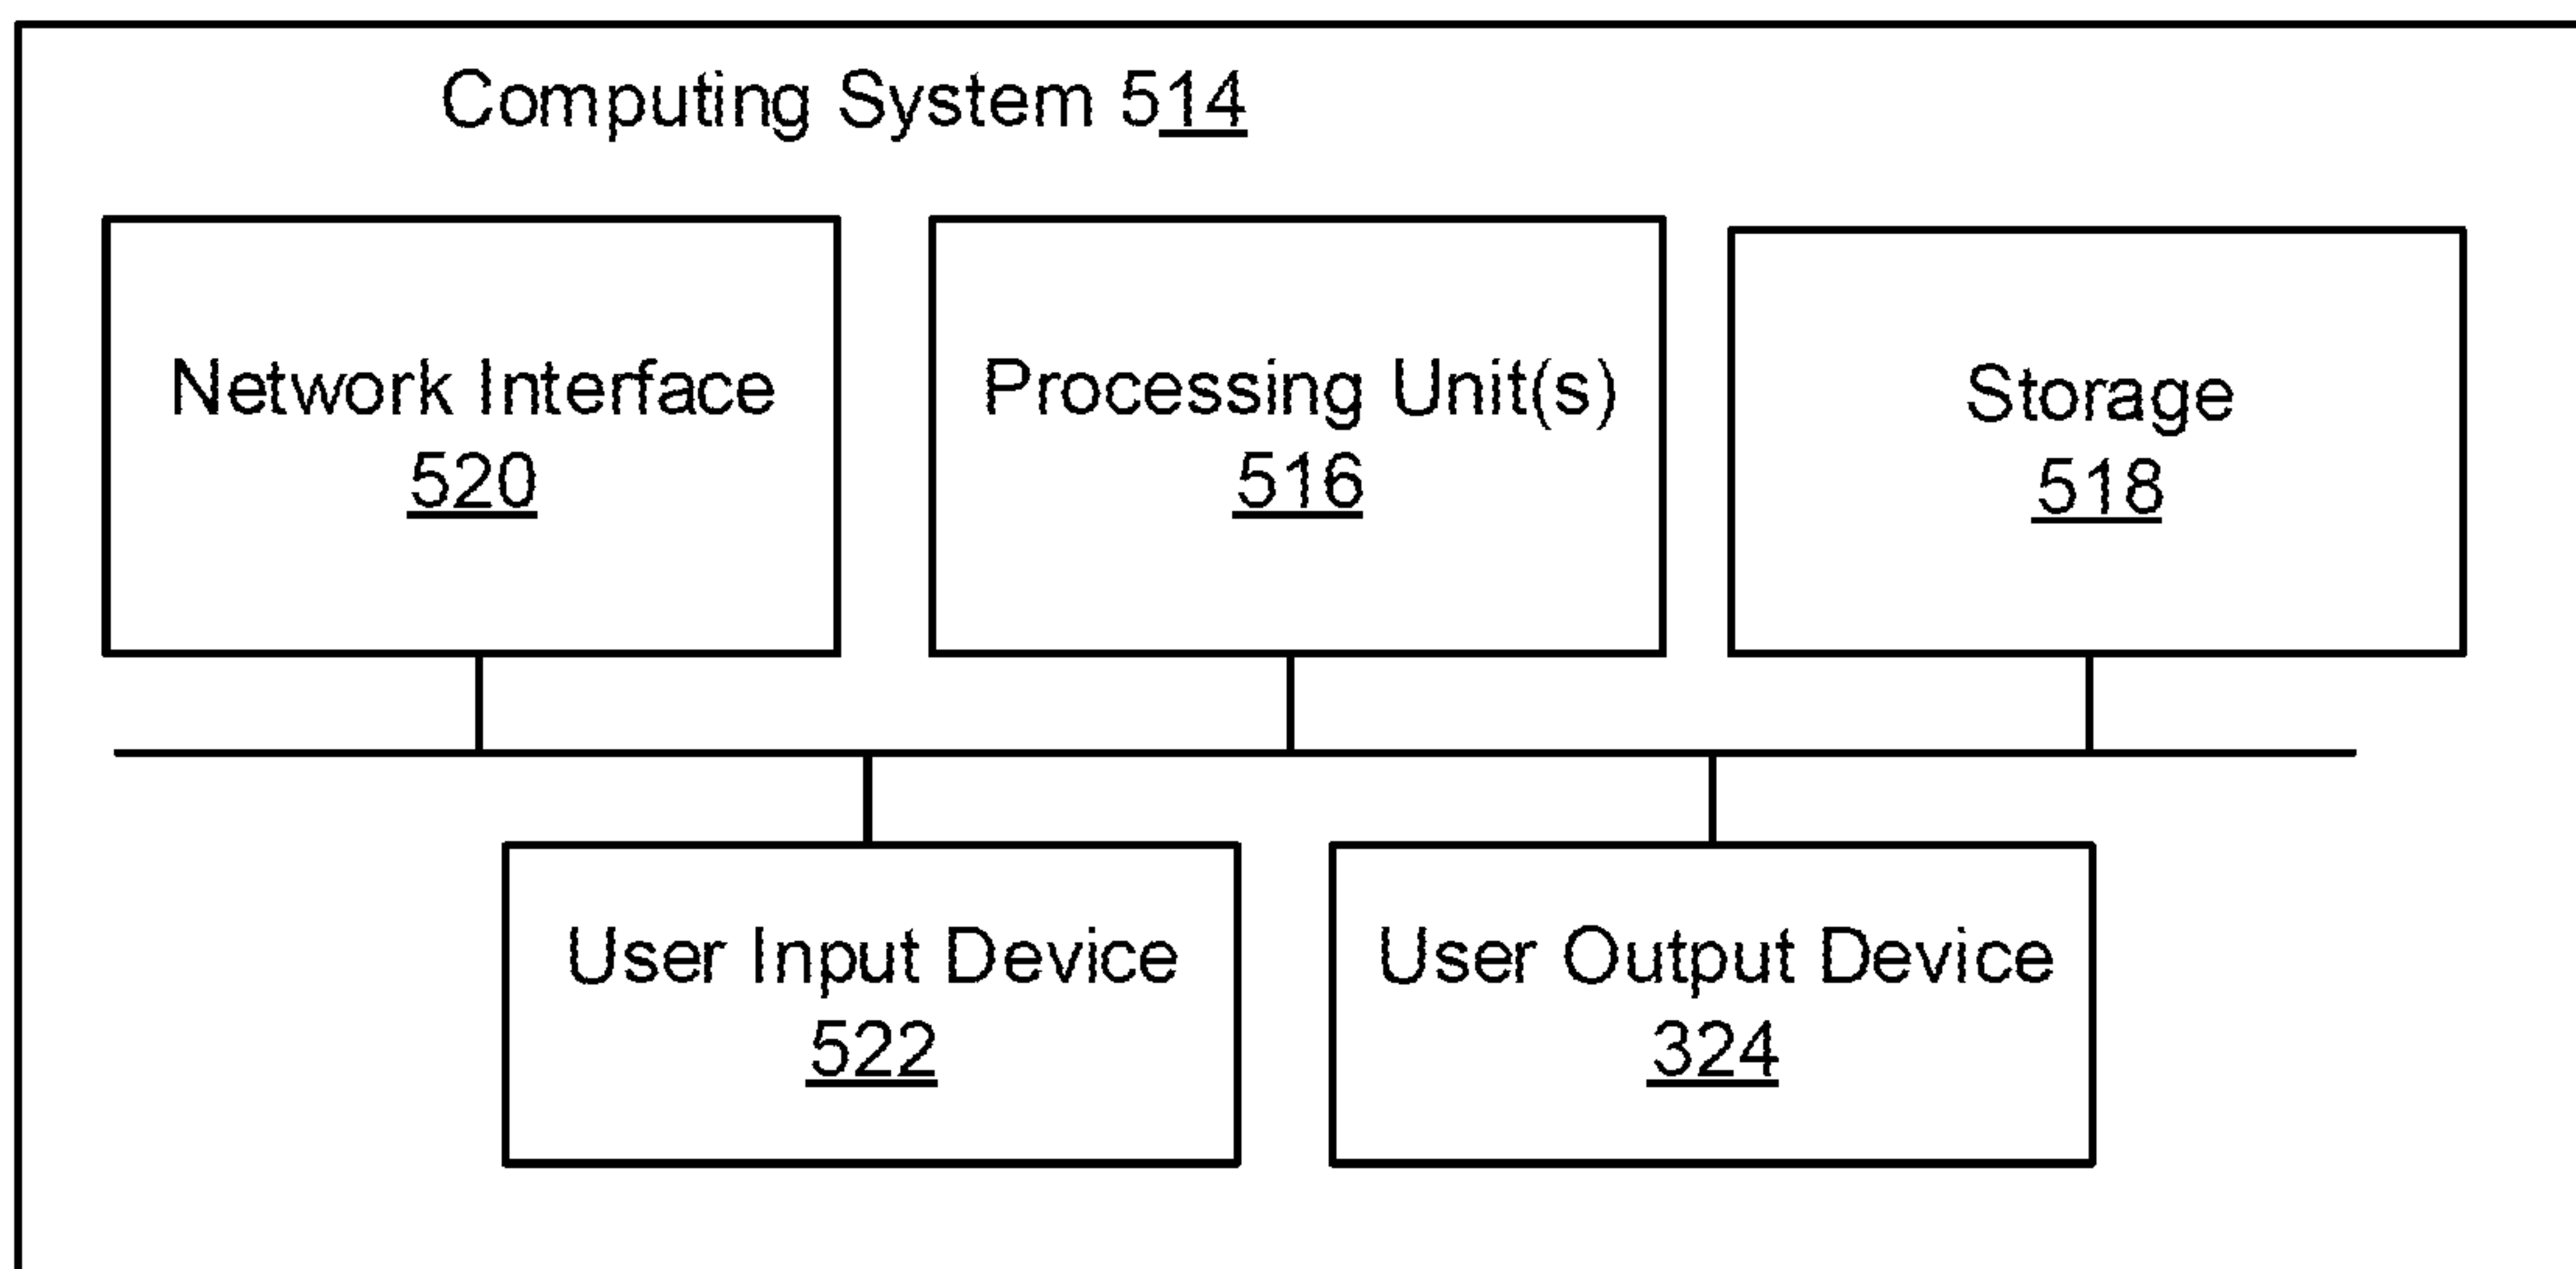 Computing System 514
Network Interface
520
Processing Unit(s)
516
Storage
518
User Input Device
522
User Output Device
324